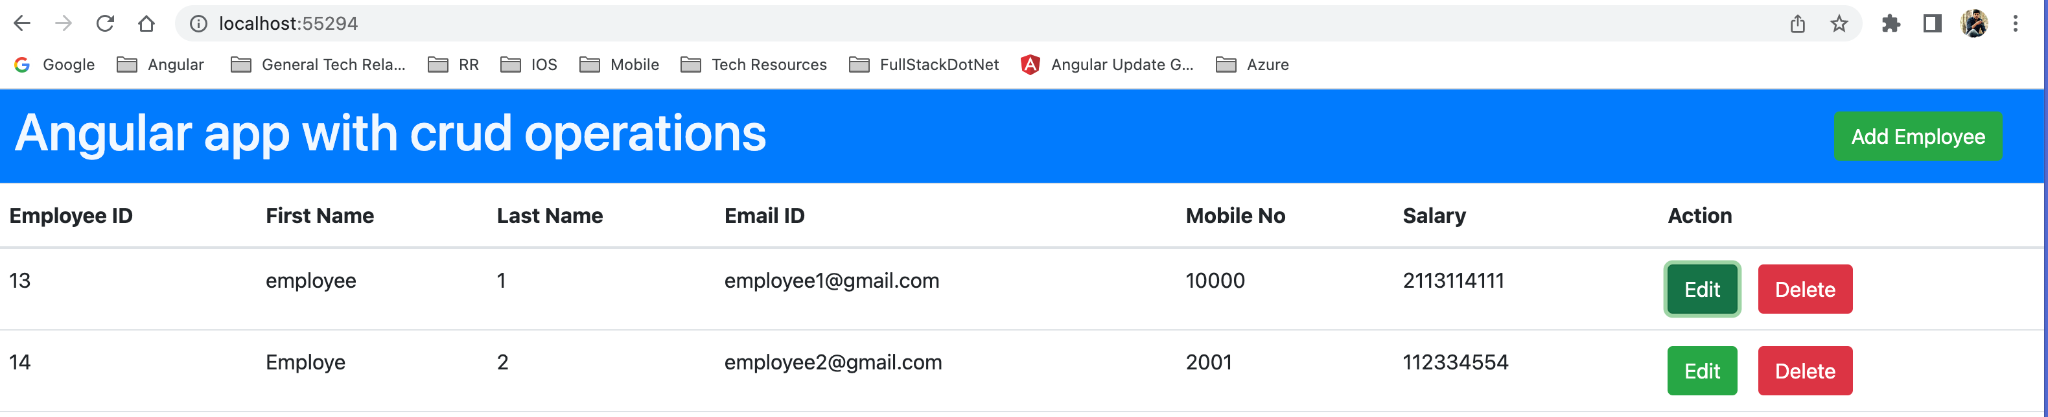 localhost:55294
Google Angular General Tech Rela... RR IOS Mobile Tech Resources FullStackDotNet Angular Update G... Azure
Angular app with crud operations Add Employee
Employee ID First Name Last Name Email ID Mobile No Salary Action
13 employee 1 employee1@gmail.com 10000 2113114111 Edit Delete
14 Employe 2 employee2@gmail.com 2001 112334554 Edit Delete